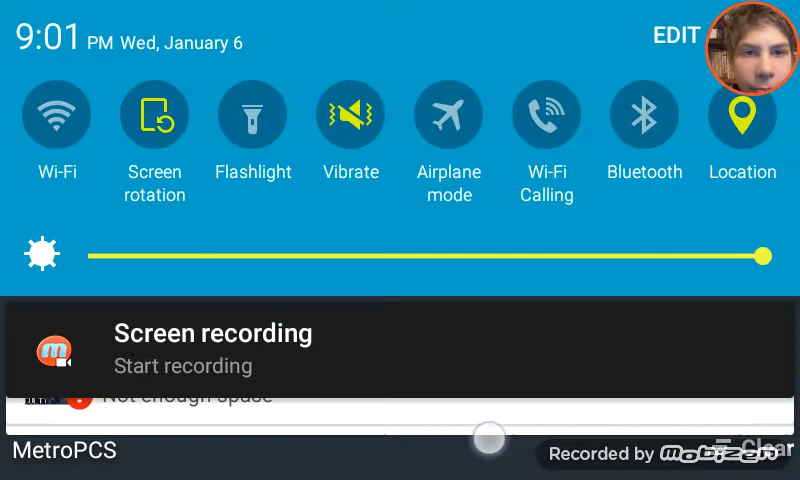 9:01 PM Wed, January 6
EDIT
Wi-Fi
Screen rotation
Flashlight
Vibrate
Airplane mode
Wi-Fi Calling
Bluetooth
Location
Screen recording
Start recording
Not enough space
MetroPCS
Clear
Recorded by mobizen